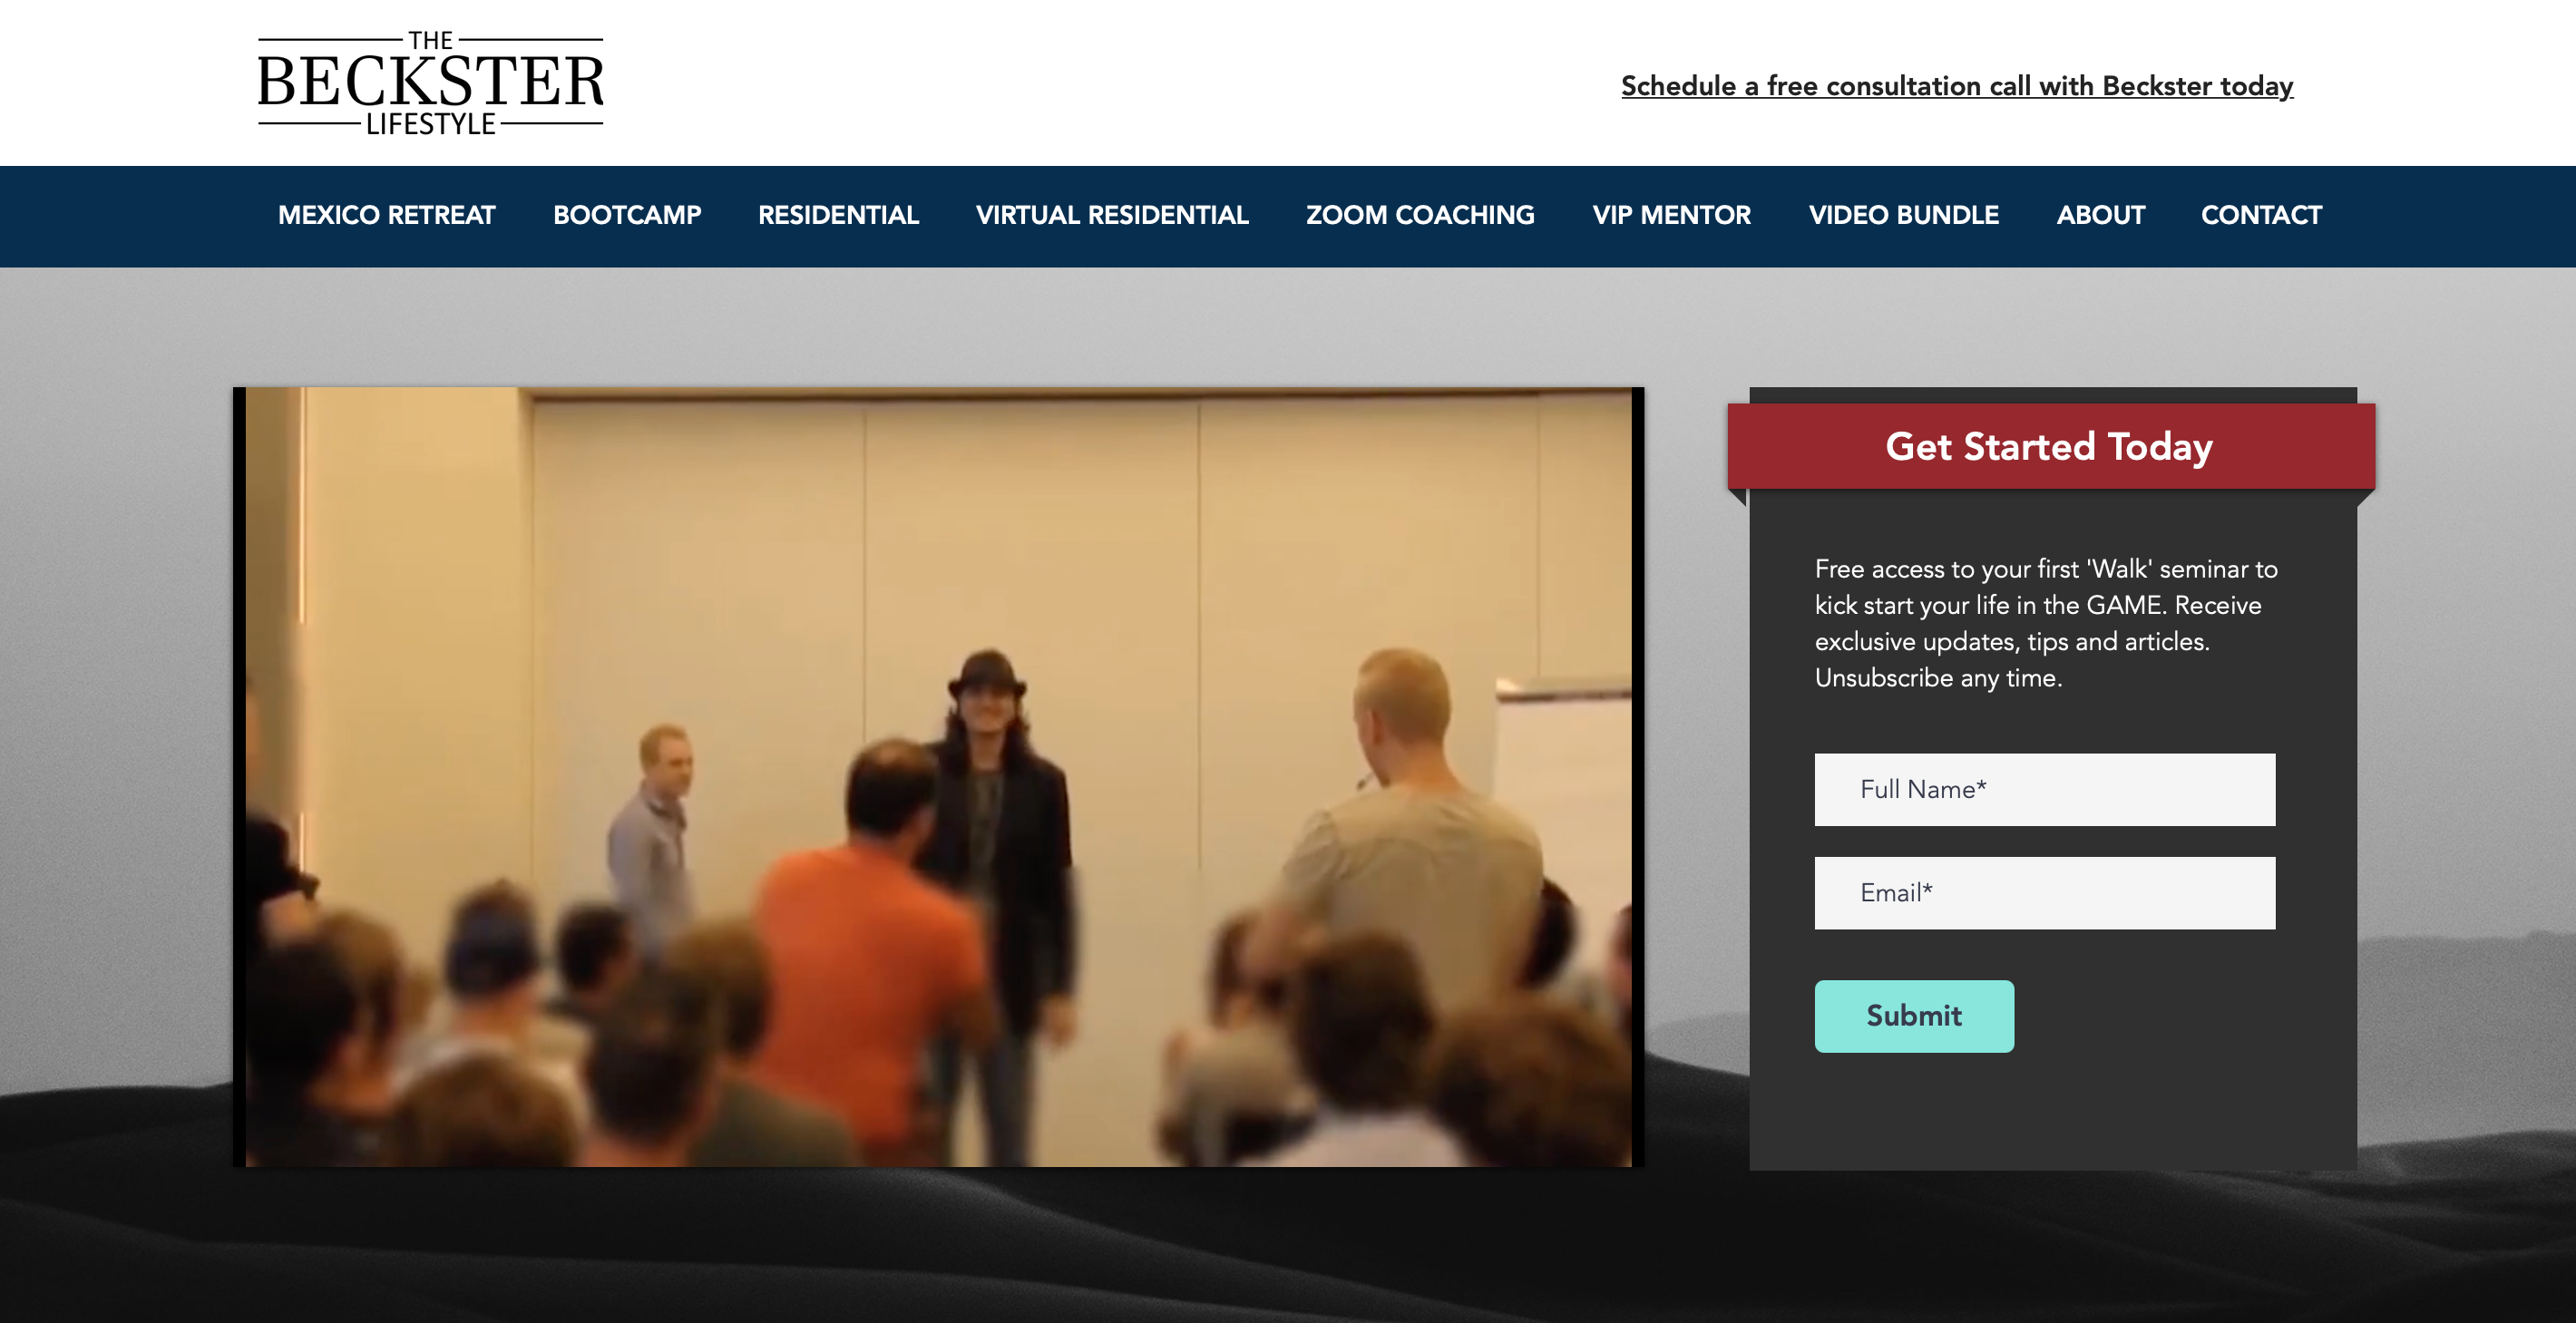 THE
BECKSTER
LIFESTYLE
Schedule a free consultation call with Beckster today
MEXICO RETREAT BOOTCAMP RESIDENTIAL VIRTUAL RESIDENTIAL ZOOM COACHING VIP MENTOR VIDEO BUNDLE ABOUT CONTACT
Get Started Today
Free access to your first 'Walk' seminar to
kick start your life in the GAME. Receive
exclusive updates, tips and articles.
Unsubscribe any time.
Full Name*
Email*
Submit